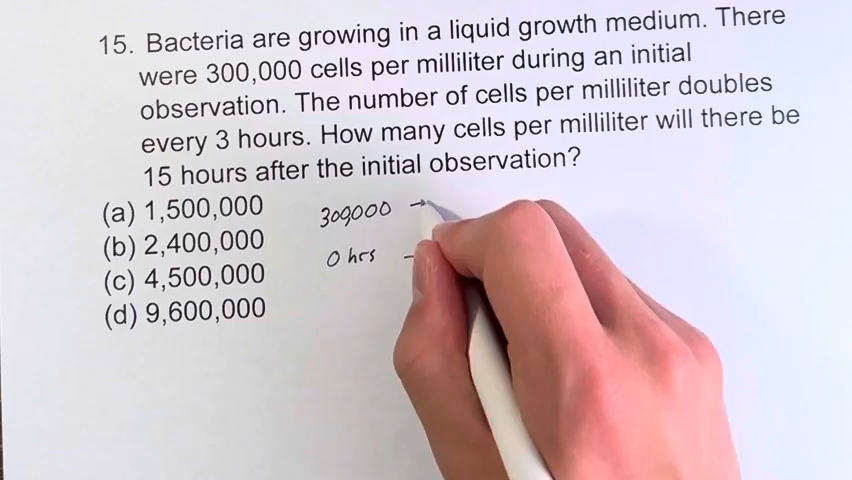 15. Bacteria are growing in a liquid growth medium. There
were 300,000 cells per milliliter during an initial
observation. The number of cells per milliliter doubles
every 3 hours. How many cells per milliliter will there be
15 hours after the initial observation?
(a) 1,500,000
(b) 2,400,000
(c) 4,500,000
(d) 9,600,000
300,000 →
0 hrs -